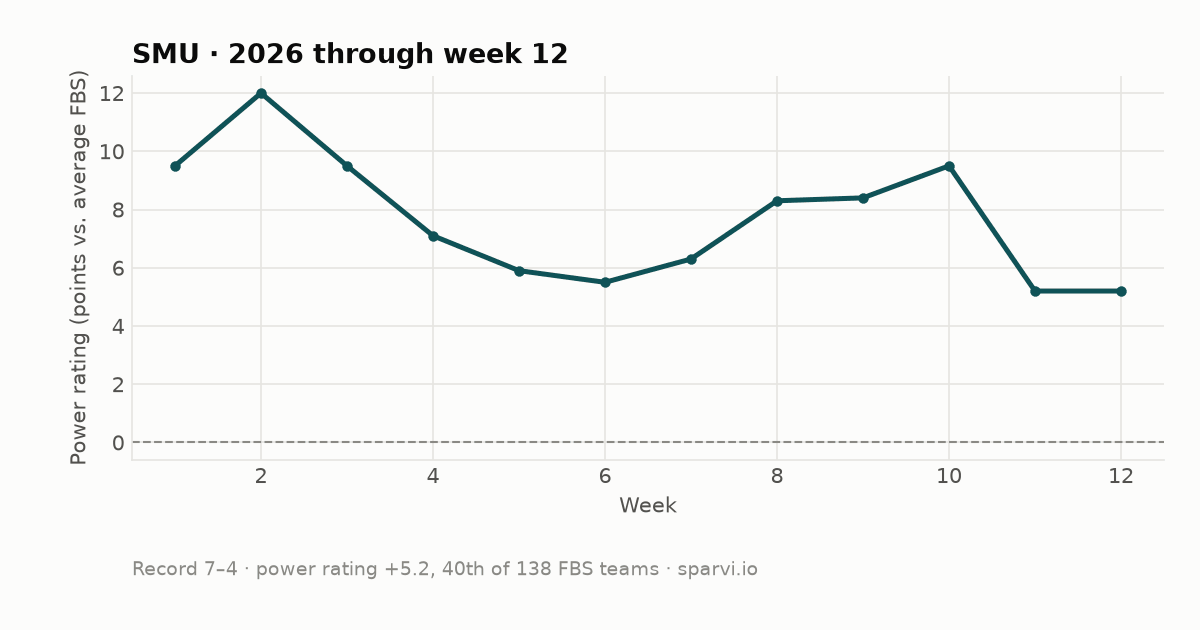 SMU · 2026 through week 12
Power rating (points vs. average FBS)
12
10
8
6
4
2
0
2 4 6 8 10 12
Week
Record 7–4 · power rating +5.2, 40th of 138 FBS teams · sparvi.io